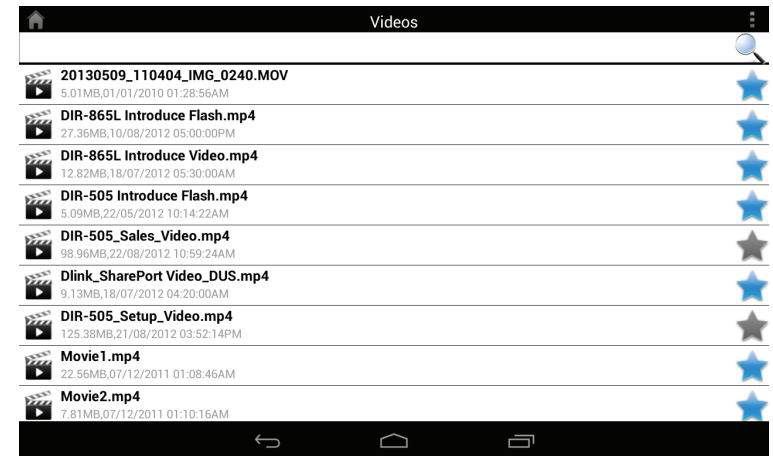 Videos
20130509_110404_IMG_0240.MOV
5.01MB,01/01/2010 01:28:56AM
DIR-865L Introduce Flash.mp4
27.36MB,10/08/2012 05:00:00PM
DIR-865L Introduce Video.mp4
12.82MB,18/07/2012 05:30:00AM
DIR-505 Introduce Flash.mp4
5.09MB,22/05/2012 10:14:22AM
DIR-505_Sales_Video.mp4
98.96MB,22/08/2012 10:59:24AM
Dlink_SharePort Video_DUS.mp4
9.13MB,18/07/2012 04:20:00AM
DIR-505_Setup_Video.mp4
125.38MB,21/08/2012 03:52:14PM
Movie1.mp4
22.56MB,07/12/2011 01:08:46AM
Movie2.mp4
7.81MB,07/12/2011 01:10:16AM